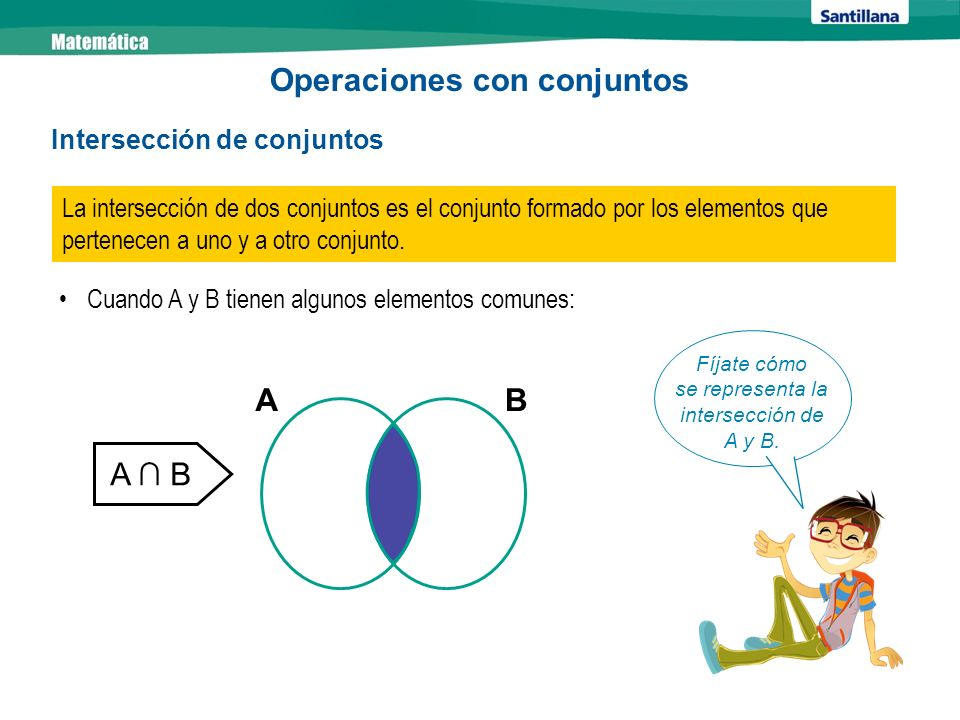 Santillana
Matemática
Operaciones con conjuntos
Intersección de conjuntos
La intersección de dos conjuntos es el conjunto formado por los elementos que
pertenecen a uno y a otro conjunto.
• Cuando A y B tienen algunos elementos comunes:
Fíjate cómo
se representa la
intersección de
A y B.
A B
A ∩ B